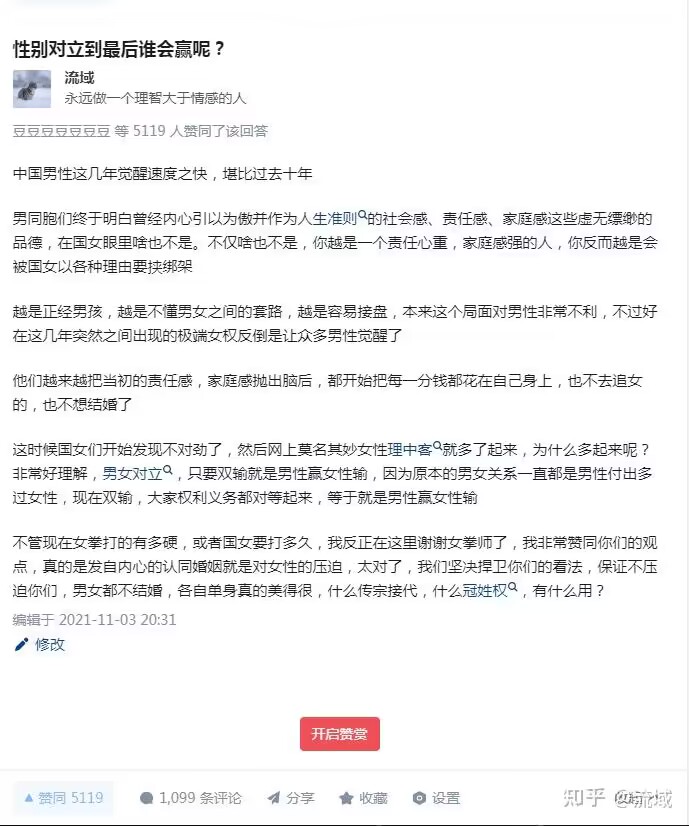 性别对立到最后谁会赢呢？
流域
永远做一个理智大于情感的人
豆豆豆豆豆豆豆 等 5119 人赞同了该回答
中国男性这几年觉醒速度之快，堪比过去十年
男同胞们终于明白曾经内心引以为傲并作为人生准则的社会感、责任感、家庭感这些虚无缥缈的
品德，在国女眼里啥也不是。不仅啥也不是，你越是一个责任心重，家庭感强的人，你反而越是会
被国女以各种理由要挟绑架
越是正经男孩，越是不懂男女之间的套路，越是容易接盘，本来这个局面对男性非常不利，不过好
在这几年突然之间出现的极端女权反倒是让众多男性觉醒了
他们越来越把当初的责任感，家庭感抛出脑后，都开始把每一分钱都花在自己身上，也不去追女
的，也不想结婚了
这时候国女们开始发现不对劲了，然后网上莫名其妙女性理中客就多了起来，为什么多起来呢？
非常好理解，男女对立，只要双输就是男性赢女性输，因为原本的男女关系一直都是男性付出多
过女性，现在双输，大家权利义务都对等起来，等于就是男性赢女性输
不管现在女拳打的有多硬，或者国女要打多久，我反正在这里谢谢女拳师了，我非常赞同你们的观
点，真的是发自内心的认同婚姻就是对女性的压迫，太对了，我们坚决捍卫你们的看法，保证不压
迫你们，男女都不结婚，各自单身真的美得很，什么传宗接代，什么冠姓权，有什么用？
编辑于 2021-11-03 20:31
修改
开启赞赏
赞同 5119
1,099 条评论
分享
收藏
设置
知乎 @流域